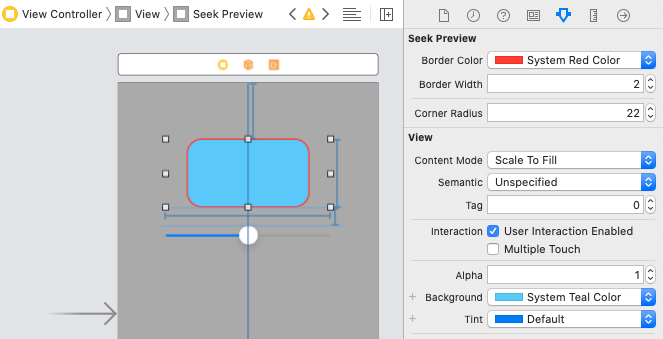 View Controller View Seek Preview
Seek Preview
Border Color System Red Color
Border Width 2
Corner Radius 22
View
Content Mode Scale To Fill
Semantic Unspecified
Tag 0
Interaction User Interaction Enabled
Multiple Touch
Alpha 1
+ Background System Teal Color
+ Tint Default